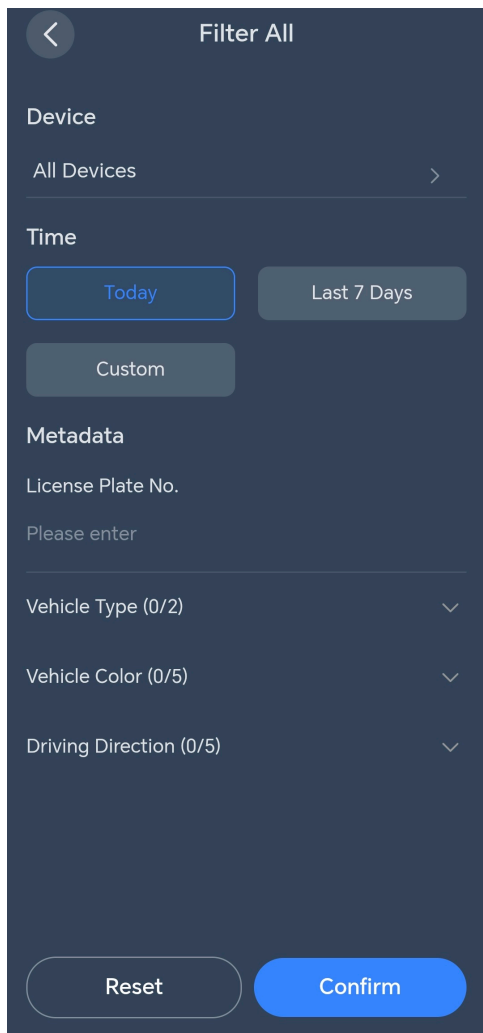 Filter All
Device
All Devices
Time
Today
Last 7 Days
Custom
Metadata
License Plate No.
Please enter
Vehicle Type (0/2)
Vehicle Color (0/5)
Driving Direction (0/5)
Reset
Confirm